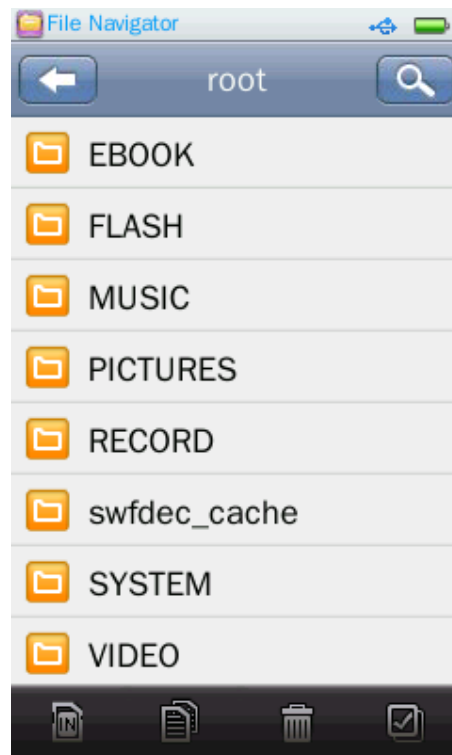 File Navigator
root
EBOOK
FLASH
MUSIC
PICTURES
RECORD
swfdec_cache
SYSTEM
VIDEO
IN